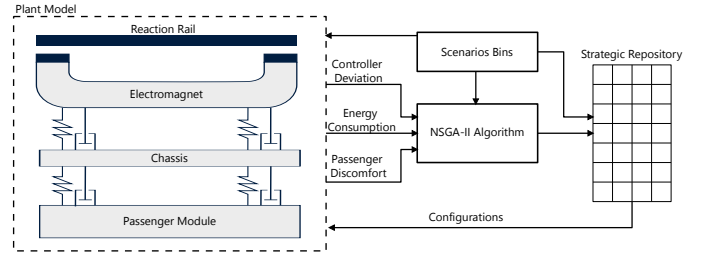 Plant Model
Reaction Rail
Electromagnet
Chassis
Passenger Module
Controller
Deviation
Energy
Consumption
Passenger
Discomfort
Scenarios Bins
NSGA-II Algorithm
Strategic Repository
Configurations